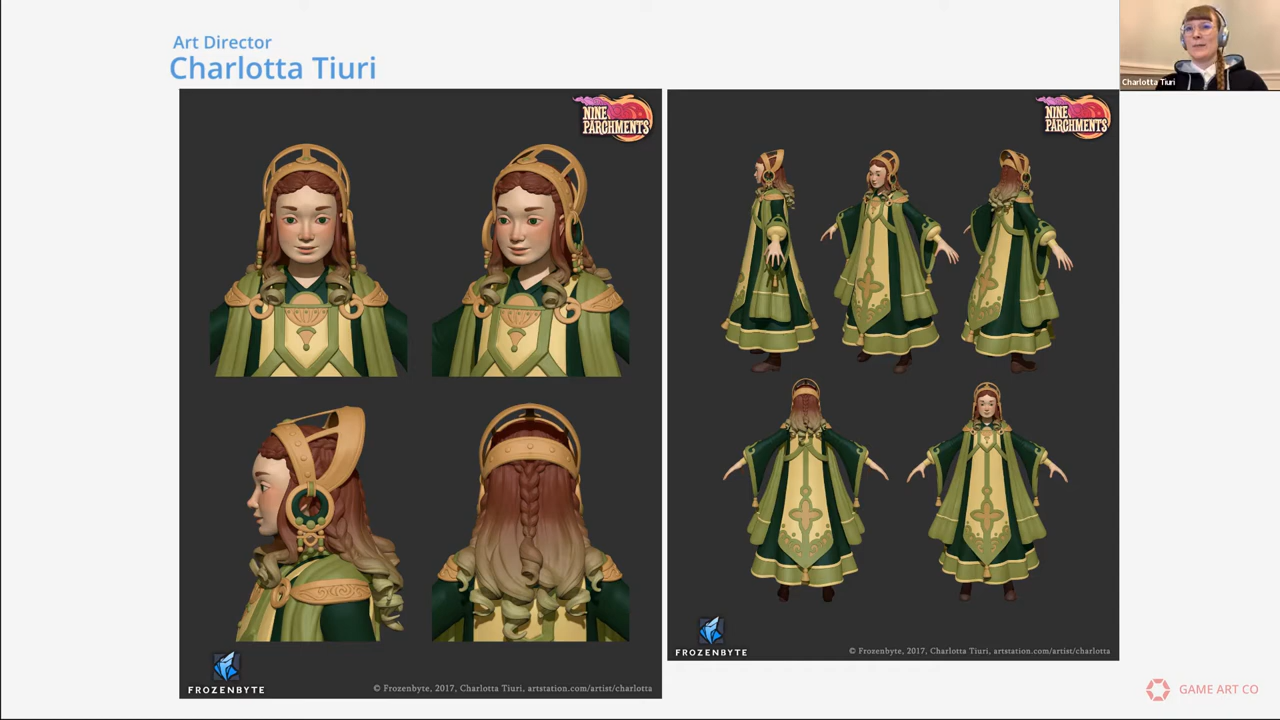 Art Director
Charlotta Tiuri
Charlotta Tiuri
NINE
PARCHMENTS
NINE
PARCHMENTS
FROZENBYTE
© Frozenbyte, 2017, Charlotta Tiuri, artstation.com/artist/charlotta
FROZENBYTE
© Frozenbyte, 2017, Charlotta Tiuri, artstation.com/artist/charlotta
GAME ART CO